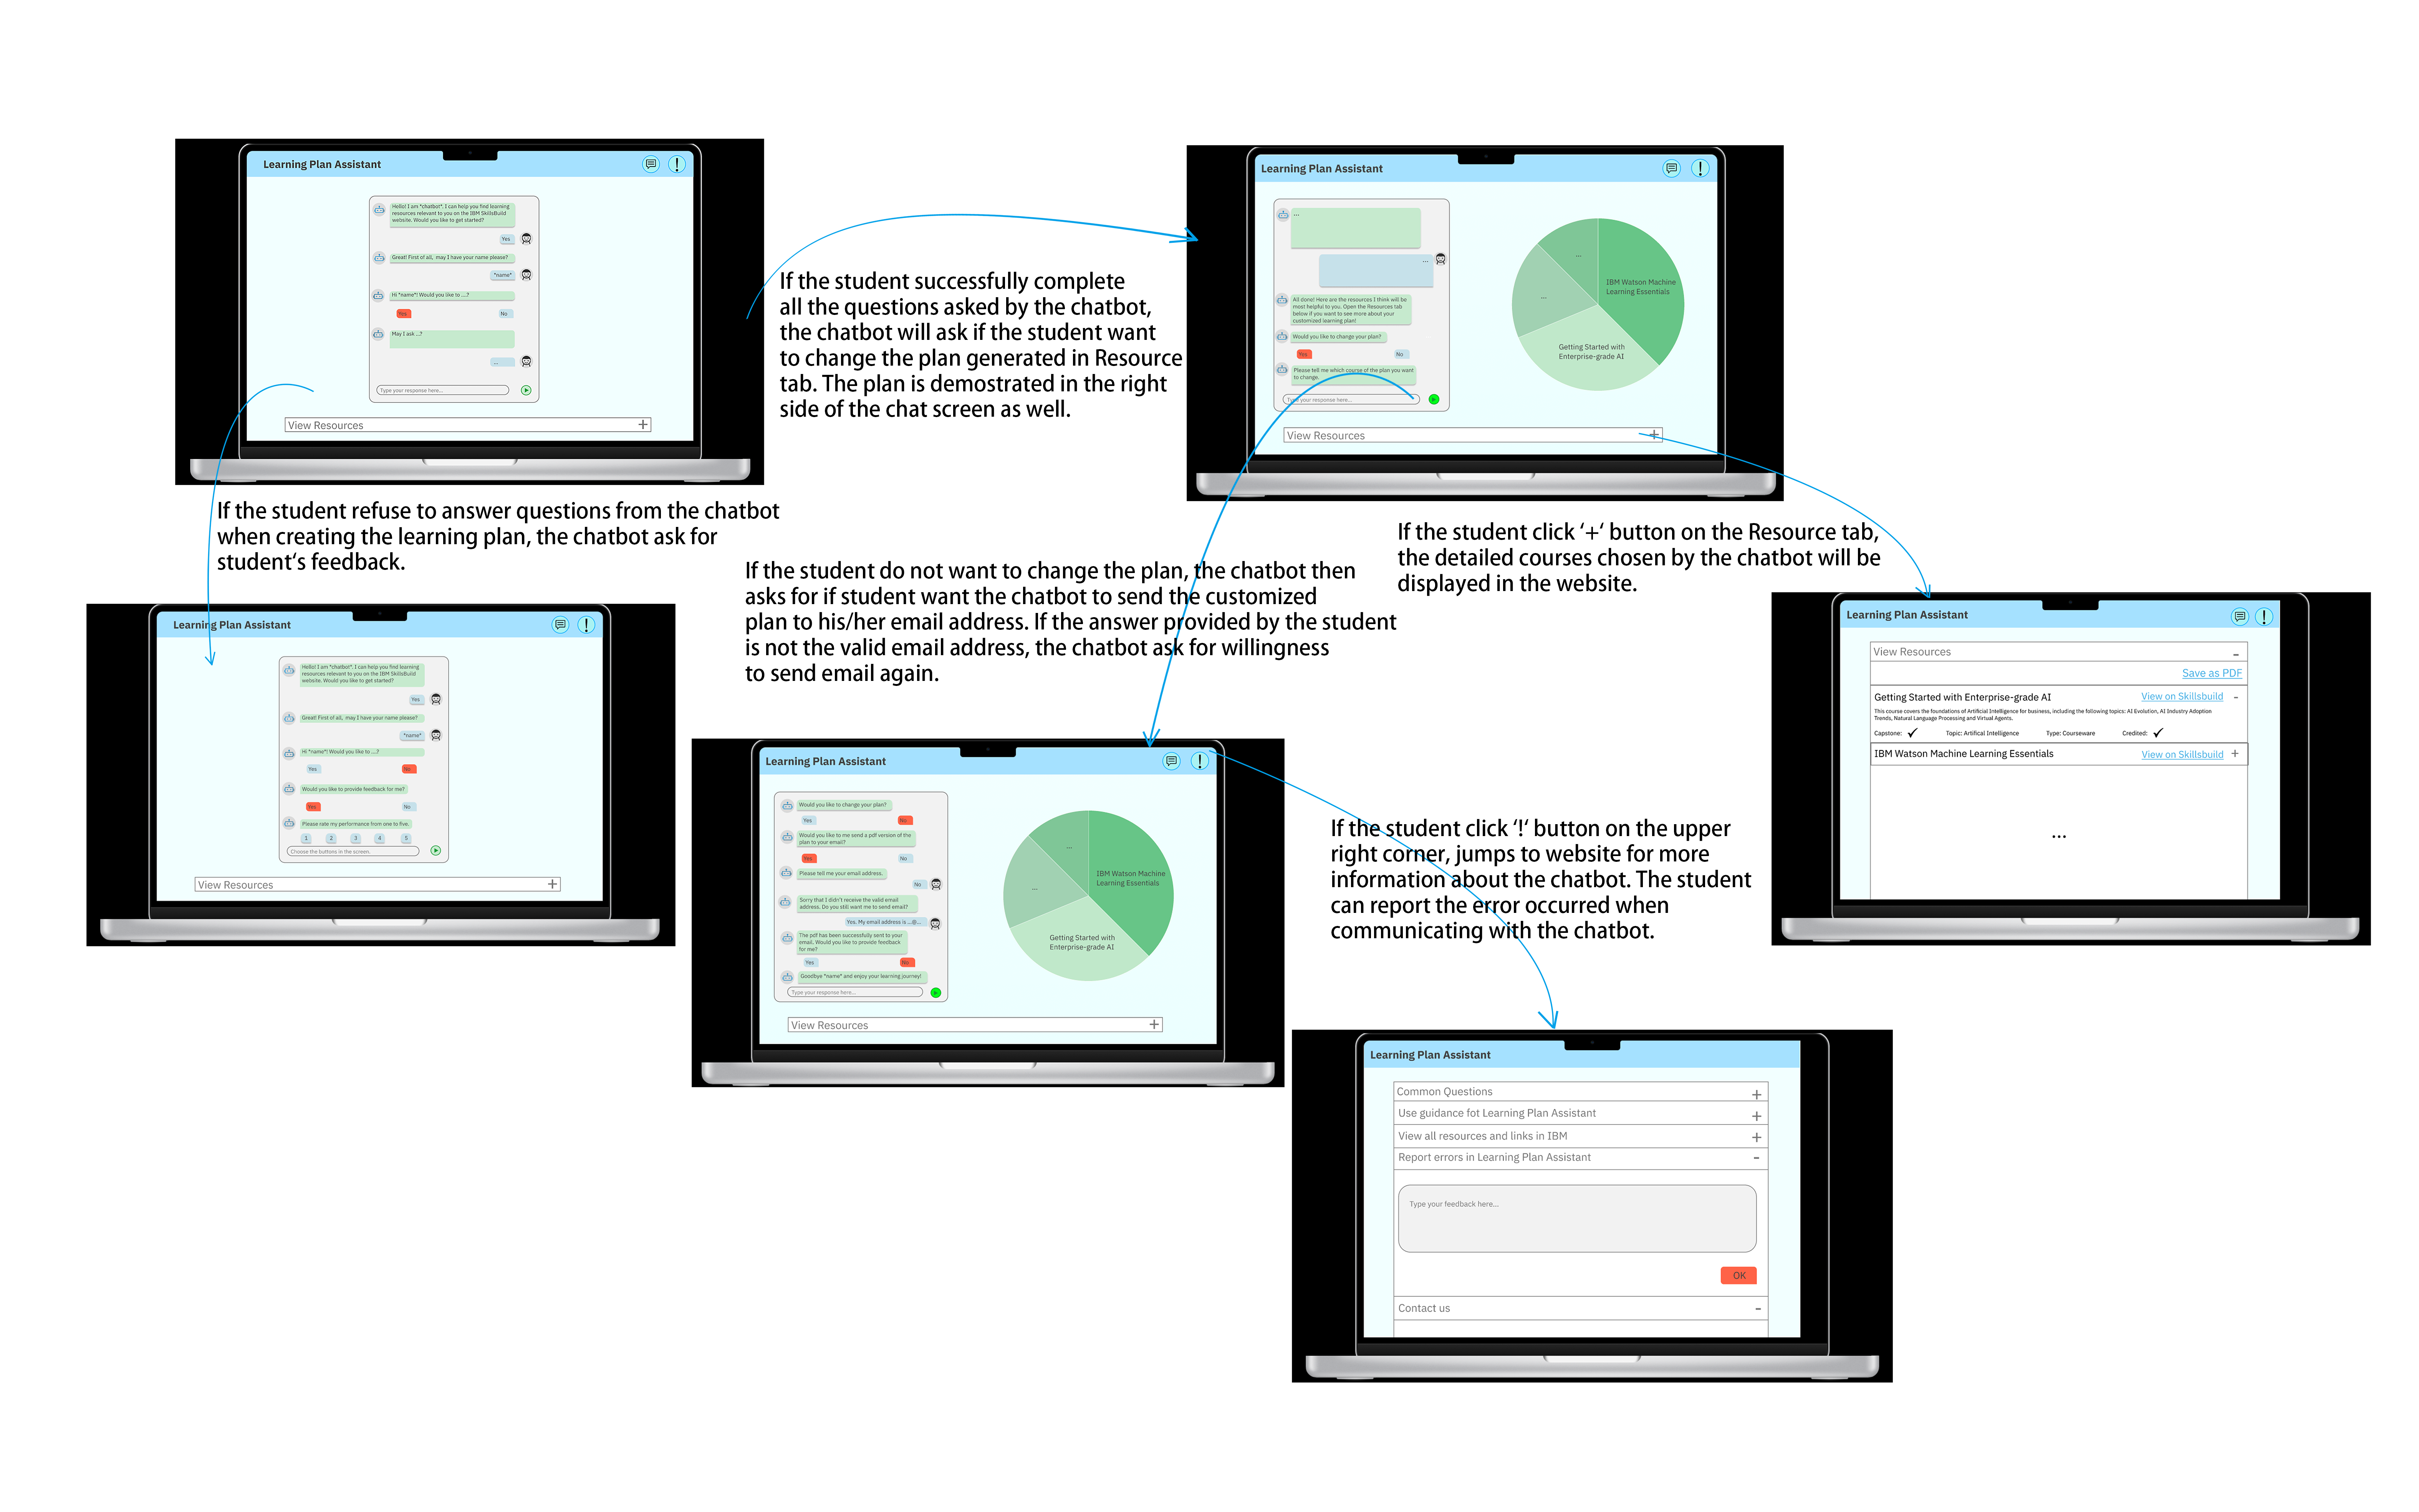 Learning Plan Assistant
Hello! I am *chatbot*. I can help you find learning
resources relevant to you on the IBM SkillsBuild
website. Would you like to get started?
Yes
Great! First of all, may I have your name please?
*name*
Hi *name*! Would you like to ...?
Yes
No
May I ask ...?
...
Type your response here...
View Resources
+
If the student successfully complete
all the questions asked by the chatbot,
the chatbot will ask if the student want
to change the plan generated in Resource
tab. The plan is demostrated in the right
side of the chat screen as well.
Learning Plan Assistant
...
...
All done! Here are the resources I think will be
most helpful to you. Open the Resources tab
below if you want to see more about your
customized learning plan!
Would you like to change your plan?
Yes
No
Please tell me which course of the plan you want
to change.
Type your response here...
...
IBM Watson Machine
Learning Essentials
...
Getting Started with
Enterprise-grade AI
View Resources
+
If the student refuse to answer questions from the chatbot
when creating the learning plan, the chatbot ask for
student's feedback.
If the student do not want to change the plan, the chatbot then
asks for if student want the chatbot to send the customized
plan to his/her email address. If the answer provided by the student
is not the valid email address, the chatbot ask for willingness
to send email again.
If the student click ‘+‘ button on the Resource tab,
the detailed courses chosen by the chatbot will be
displayed in the website.
Learning Plan Assistant
Hello! I am *chatbot*. I can help you find learning
resources relevant to you on the IBM SkillsBuild
website. Would you like to get started?
Yes
Great! First of all, may I have your name please?
*name*
Hi *name*! Would you like to ...?
Yes
No
Would you like to provide feedback for me?
Yes
No
Please rate my performance from one to five.
1 2 3 4 5
Choose the buttons in the screen.
View Resources
+
Learning Plan Assistant
View Resources
-
Save as PDF
Getting Started with Enterprise-grade AI View on Skillsbuild -
This course covers the foundations of Artificial Intelligence for business, including the following topics: AI Evolution, AI Industry Adoption
Trends, Natural Language Processing and Virtual Agents.
Capstone: Topic: Artifical Intelligence Type: Courseware Credited:
IBM Watson Machine Learning Essentials View on Skillsbuild +
...
Learning Plan Assistant
Would you like to change your plan?
Yes
No
Would you like to me send a pdf version of the
plan to your email?
Yes
No
Please tell me your email address.
No
Sorry that I didn't receive the valid email
address. Do you still want me to send email?
Yes. My email address is ...@...
The pdf has been successfully sent to your
email. Would you like to provide feedback
for me?
Yes
No
Goodbye *name* and enjoy your learning journey!
Type your response here...
...
IBM Watson Machine
Learning Essentials
...
Getting Started with
Enterprise-grade AI
View Resources
+
If the student click ‘!‘ button on the upper
right corner, jumps to website for more
information about the chatbot. The student
can report the error occurred when
communicating with the chatbot.
Learning Plan Assistant
Common Questions +
Use guidance fot Learning Plan Assistant +
View all resources and links in IBM +
Report errors in Learning Plan Assistant -
Type your feedback here...
OK
Contact us -